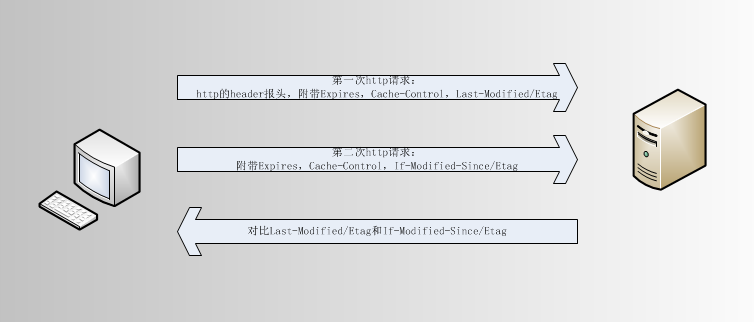 第一次http请求：
http的header报头，附带Expires，Cache-Control，Last-Modified/Etag
第二次http请求：
附带Expires，Cache-Control，If-Modified-Since/Etag
对比Last-Modified/Etag和If-Modified-Since/Etag